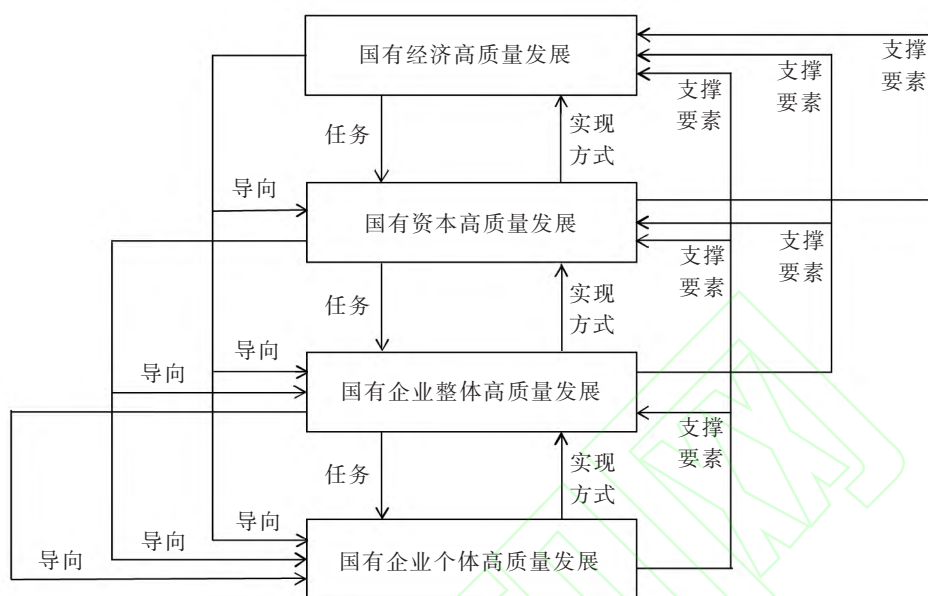 国有经济高质量发展
支撑
要素
支撑
要素
支撑
要素
任务
实现
方式
导向
国有资本高质量发展
支撑
要素
支撑
要素
任务
实现
方式
导向
导向
国有企业整体高质量发展
支撑
要素
任务
实现
方式
导向
导向
导向
国有企业个体高质量发展